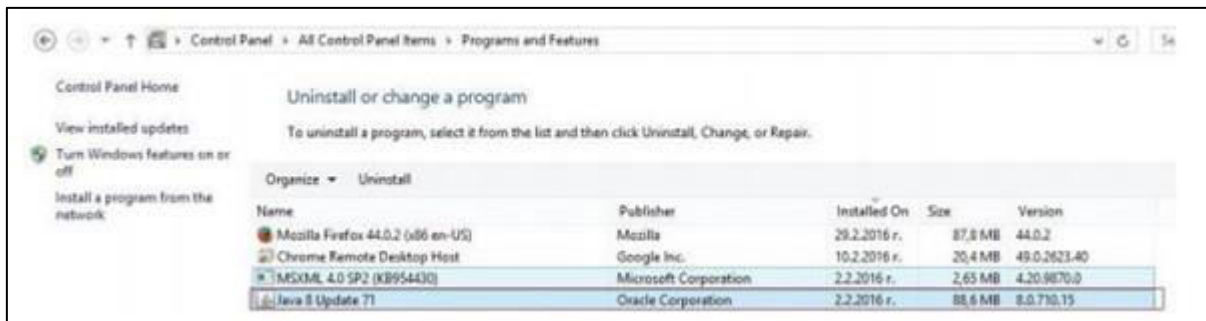 Control Panel › All Control Panel Items › Programs and Features Se
Control Panel Home
View installed updates
Turn Windows features on or
off
Install a program from the
network
Uninstall or change a program
To uninstall a program, select it from the list and then click Uninstall, Change, or Repair.
Organize Uninstall
Name Publisher Installed On Size Version
Mozilla Firefox 44.0.2 (x86 en-US) Mozilla 29.2.2016 г. 87,8 MB 44.0.2
Chrome Remote Desktop Host Google Inc. 10.2.2016 г. 20,4 MB 49.0.2623.40
MSXML 4.0 SP2 (KB954430) Microsoft Corporation 2.2.2016 г. 2,65 MB 4.20.9870.0
Java 8 Update 71 Oracle Corporation 2.2.2016 г. 88,6 MB 8.0.710.15